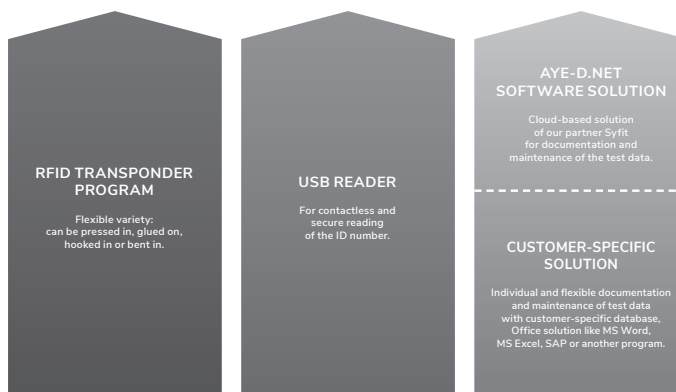 RFID TRANSPONDER
PROGRAM
Flexible variety:
can be pressed in, glued on,
hooked in or bent in.
USB READER
For contactless and
secure reading
of the ID number.
AYE-D.NET
SOFTWARE SOLUTION
Cloud-based solution
of our partner Syfit
for documentation and
maintenance of the test data.
CUSTOMER-SPECIFIC
SOLUTION
Individual and flexible documentation
and maintenance of test data
with customer-specific database,
Office solution like MS Word,
MS Excel, SAP or another program.